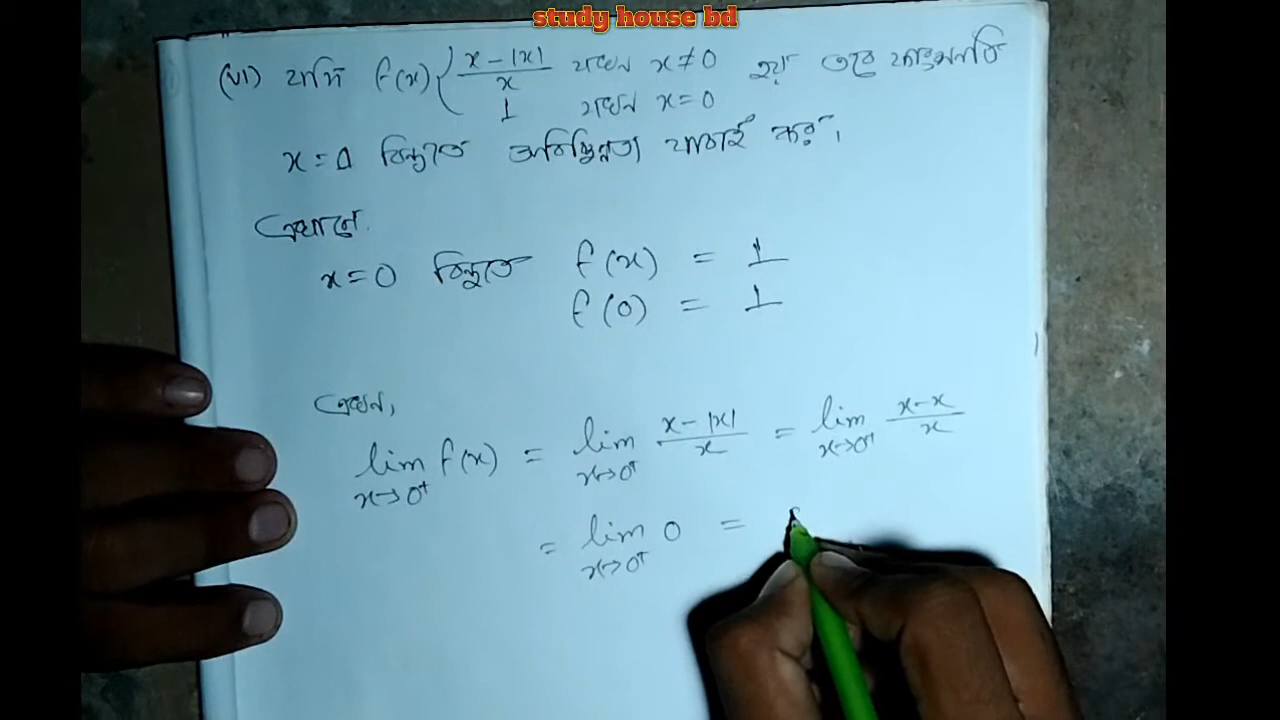 study house bd
(VI) যদি f(x) { x - |x| / x যখন x ≠ 0 হয় তবে ফাংশনটি
1 যখন x = 0
x = 0 বিন্দুতে অবিচ্ছিন্নতা যাচাই কর।
এখানে,
x = 0 বিন্দুতে f(x) = 1
f(0) = 1
এখন,
lim x→0⁺ f(x) = lim x→0⁺ x - |x| / x = lim x→0⁺ x - x / x
= lim x→0⁺ 0 =